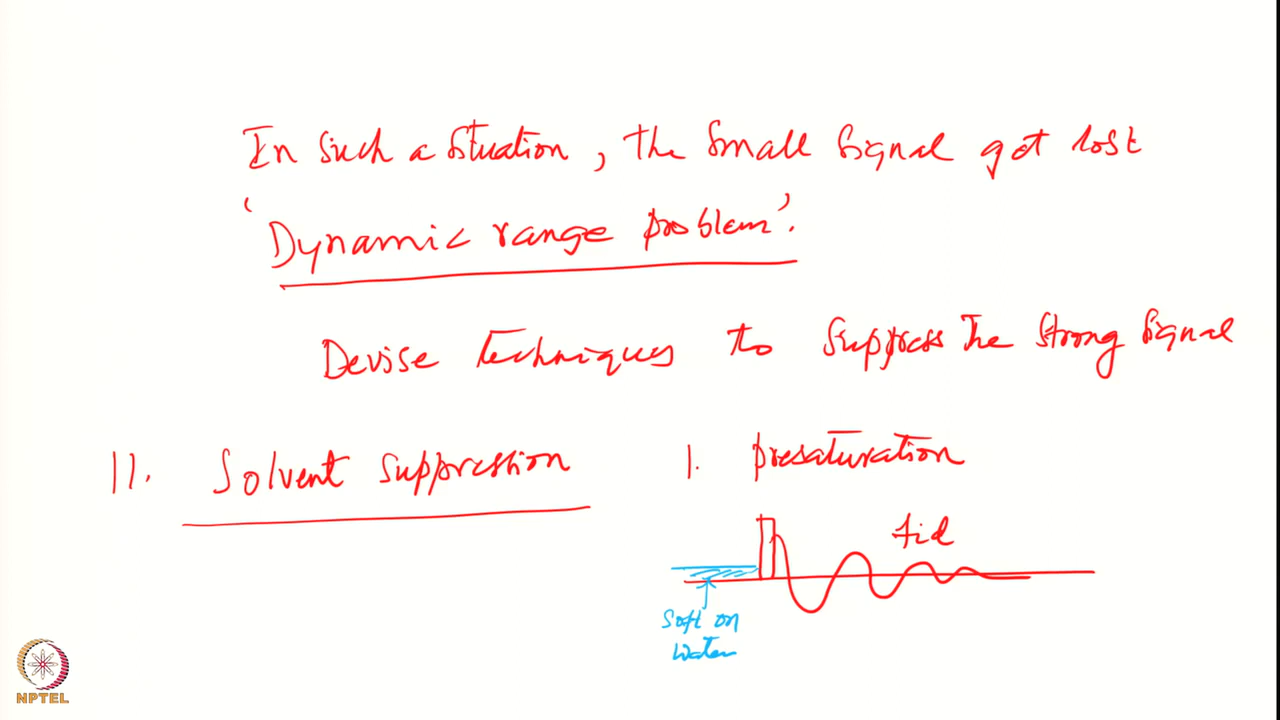 In such a situation, the small signal got lost
'Dynamic range problem'.
Devise techniques to suppress the strong signal
11. Solvent suppression
1. presaturation
fid
Soft on
water
NPTEL